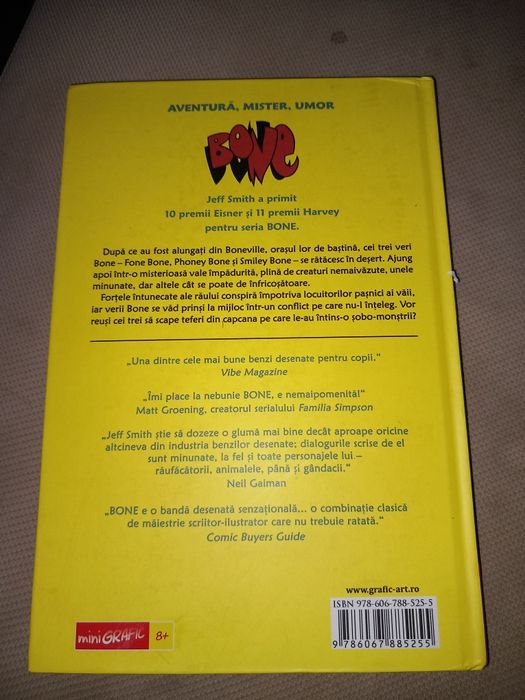 AVENTURĂ, MISTER, UMOR
BONE
Jeff Smith a primit
10 premii Eisner și 11 premii Harvey
pentru seria BONE.
După ce au fost alungați din Boneville, orașul lor de baștină, cei trei veri
Bone – Fone Bone, Phoney Bone și Smiley Bone – se rătăcesc în deșert. Ajung
apoi într-o misterioasă vale împădurită, plină de creaturi nemaivăzute, unele
minunate, dar altele cât se poate de înfricoșătoare.
Forțele întunecate ale răului conspiră împotriva locuitorilor pașnici ai văii,
iar verii Bone se văd prinși la mijloc într-un conflict pe care nu-l înțeleg. Vor
reuși cei trei să scape teferi din capcana pe care le-au întins-o șobo-monștrii?
„Una dintre cele mai bune benzi desenate pentru copii.”
Vibe Magazine
„Îmi place la nebunie BONE, e nemaipomenită!”
Matt Groening, creatorul serialului Familia Simpson
„Jeff Smith știe să dozeze o glumă mai bine decât aproape oricine
altcineva din industria benzilor desenate; dialogurile scrise de el
sunt minunate, la fel și toate personajele lui –
răufăcătorii, animalele, până și gândacii.”
Neil Gaiman
„BONE e o bandă desenată senzațională... o combinație clasică
de măiestrie scriitor-ilustrator care nu trebuie ratată.”
Comic Buyers Guide
www.grafic-art.ro
ISBN 978-606-788-525-5
9 786067 885255
mini GRAFIC 8+